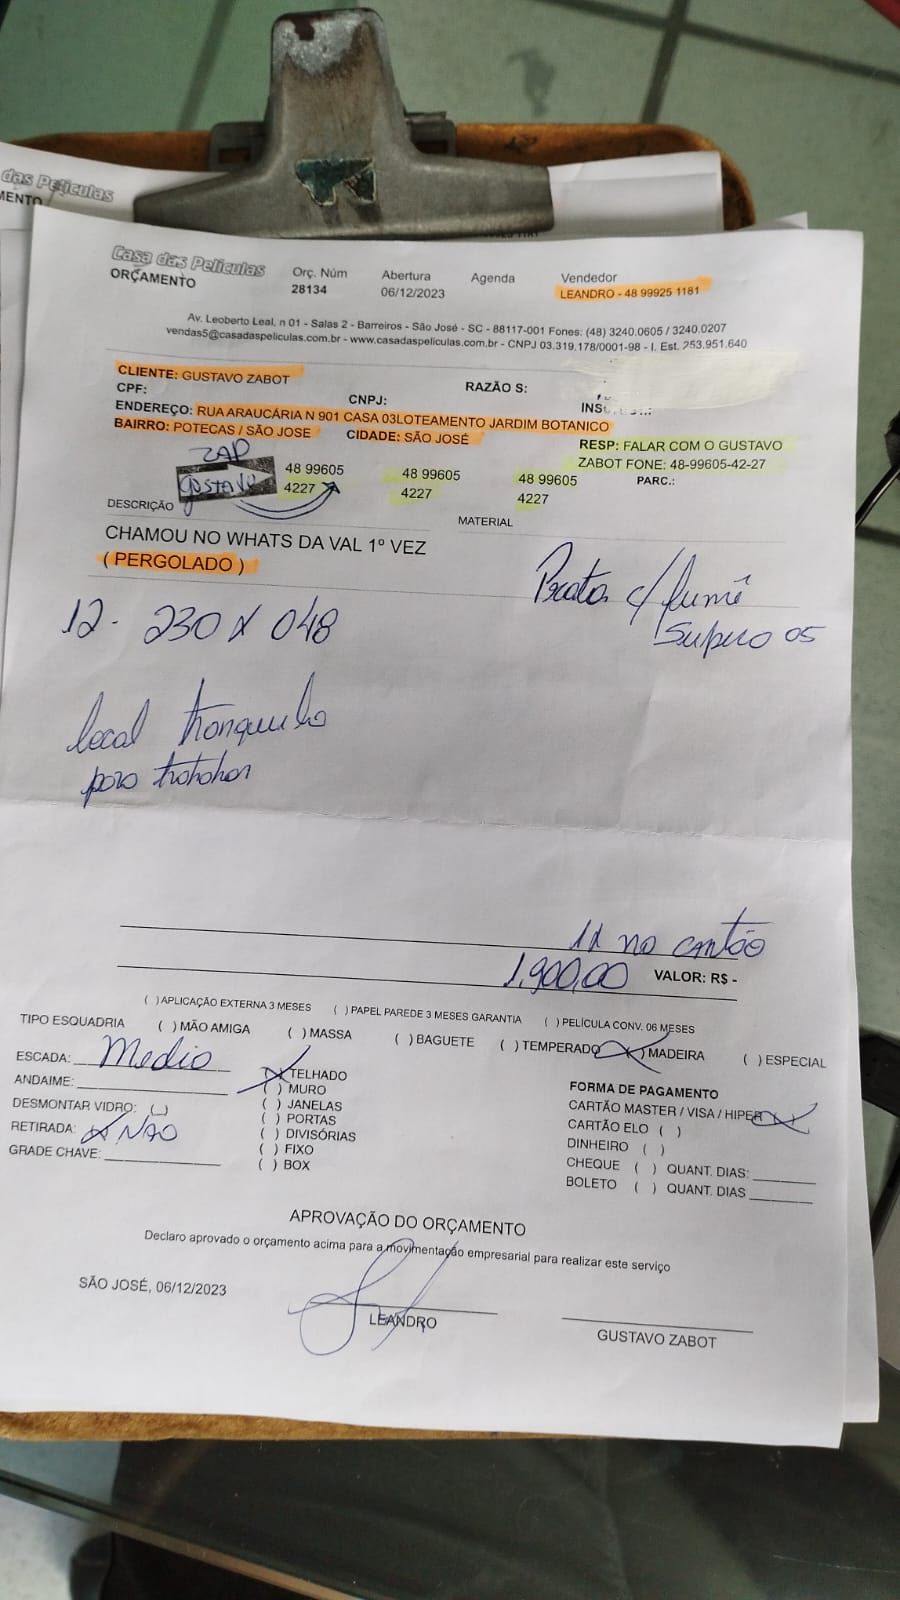 das Películas
MENTO
Casa das Películas
ORÇAMENTO
Orç. Núm
28134
Abertura
06/12/2023
Agenda
Vendedor
LEANDRO - 48 99925 1181
Av. Leoberto Leal, n 01 - Salas 2 - Barreiros - São José - SC - 88117-001 Fones: (48) 3240.0605 / 3240.0207
vendas5@casadaspeliculas.com.br - www.casadaspeliculas.com.br - CNPJ 03.319.178/0001-98 - I. Est. 253.951.640
CLIENTE: GUSTAVO ZABOT
CPF:
CNPJ:
RAZÃO S:
ENDEREÇO: RUA ARAUCÁRIA N 901 CASA 03LOTEAMENTO JARDIM BOTANICO
BAIRRO: POTECAS / SÃO JOSE
CIDADE: SÃO JOSÉ
RESP: FALAR COM O GUSTAVO
ZABOT FONE: 48-99605-42-27
PARC.:
ZAP
GUSTAVO
48 99605
4227
48 99605
4227
48 99605
4227
DESCRIÇÃO
MATERIAL
CHAMOU NO WHATS DA VAL 1º VEZ
( PERGOLADO )
Prata c/ fumê
Supero 05
12 - 230 X 048
local tranquilo
para trabalhar
1X no cartão
1.900,00 VALOR: R$ -
( ) APLICAÇÃO EXTERNA 3 MESES ( ) PAPEL PAREDE 3 MESES GARANTIA ( ) PELÍCULA CONV. 06 MESES
TIPO ESQUADRIA ( ) MÃO AMIGA ( ) MASSA ( ) BAGUETE ( ) TEMPERADO (X) MADEIRA ( ) ESPECIAL
ESCADA: Medio
ANDAIME:
DESMONTAR VIDRO: ( )
RETIRADA: X NÃO
GRADE CHAVE:
(X) TELHADO
( ) MURO
( ) JANELAS
( ) PORTAS
( ) DIVISÓRIAS
( ) FIXO
( ) BOX
FORMA DE PAGAMENTO
CARTÃO MASTER / VISA / HIPER (X)
CARTÃO ELO ( )
DINHEIRO ( )
CHEQUE ( ) QUANT. DIAS:
BOLETO ( ) QUANT. DIAS
APROVAÇÃO DO ORÇAMENTO
Declaro aprovado o orçamento acima para a movimentação empresarial para realizar este serviço
SÃO JOSÉ, 06/12/2023
LEANDRO
GUSTAVO ZABOT